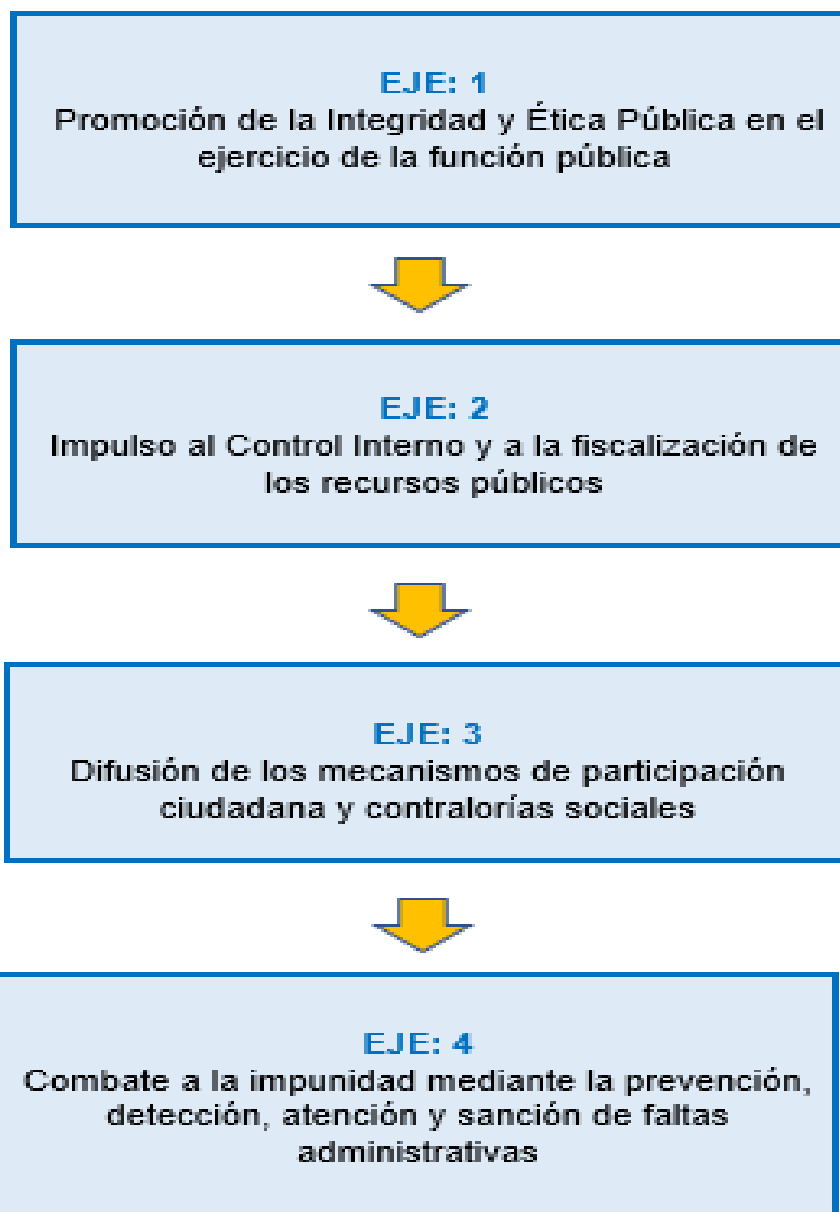 EJE: 1
Promoción de la Integridad y Ética Pública en el
ejercicio de la función pública
EJE: 2
Impulso al Control Interno y a la fiscalización de
los recursos públicos
EJE: 3
Difusión de los mecanismos de participación
ciudadana y contralorías sociales
EJE: 4
Combate a la impunidad mediante la prevención,
detección, atención y sanción de faltas
administrativas